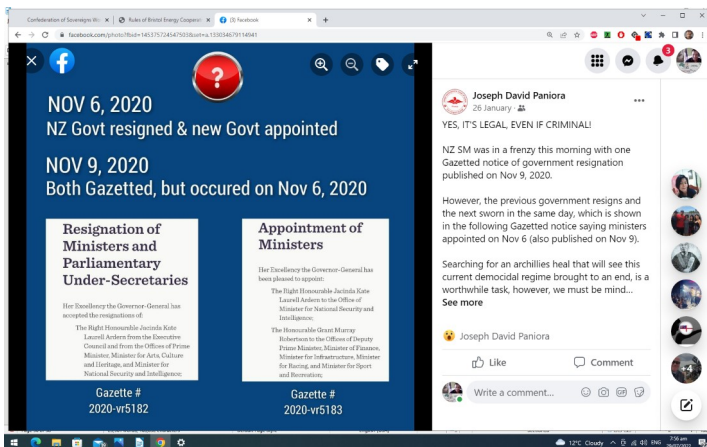 Confederation of Sovereigns Wo
Rules of Bristol Energy Cooperati
(3) Facebook
facebook.com/photo?fbid=145375724547503&set=a.133034679114941
?
NOV 6, 2020
NZ Govt resigned & new Govt appointed
NOV 9, 2020
Both Gazetted, but occured on Nov 6, 2020
Resignation of
Ministers and
Parliamentary
Under-Secretaries
Her Excellency the Governor-General has
accepted the resignations of:
The Right Honourable Jacinda Kate
Laurell Ardern from the Executive
Council and from the Offices of Prime
Minister, Minister for Arts, Culture
and Heritage, and Minister for
National Security and Intelligence;
Gazette #
2020-vr5182
Appointment of
Ministers
Her Excellency the Governor-General has
been pleased to appoint:
The Right Honourable Jacinda Kate
Laurell Ardern to the Office of
Minister for National Security and
Intelligence;
The Honourable Grant Murray
Robertson to the Offices of Deputy
Prime Minister, Minister of Finance,
Minister for Infrastructure, Minister
for Racing, and Minister for Sport
and Recreation;
Gazette #
2020-vr5183
3
Joseph David Paniora
26 January
YES, IT'S LEGAL, EVEN IF CRIMINAL!
NZ SM was in a frenzy this morning with one
Gazetted notice of government resignation
published on Nov 9, 2020.
However, the previous government resigns and
the next sworn in the same day, which is shown
in the following Gazetted notice saying ministers
appointed on Nov 6 (also published on Nov 9).
Searching for an archillies heal that will see this
current democidal regime brought to an end, is a
worthwhile task, however, we must be mind...
See more
Joseph David Paniora
Like
Comment
Write a comment...
GIF
+4
12°C Cloudy
ENG
7:56 am
29/07/2022